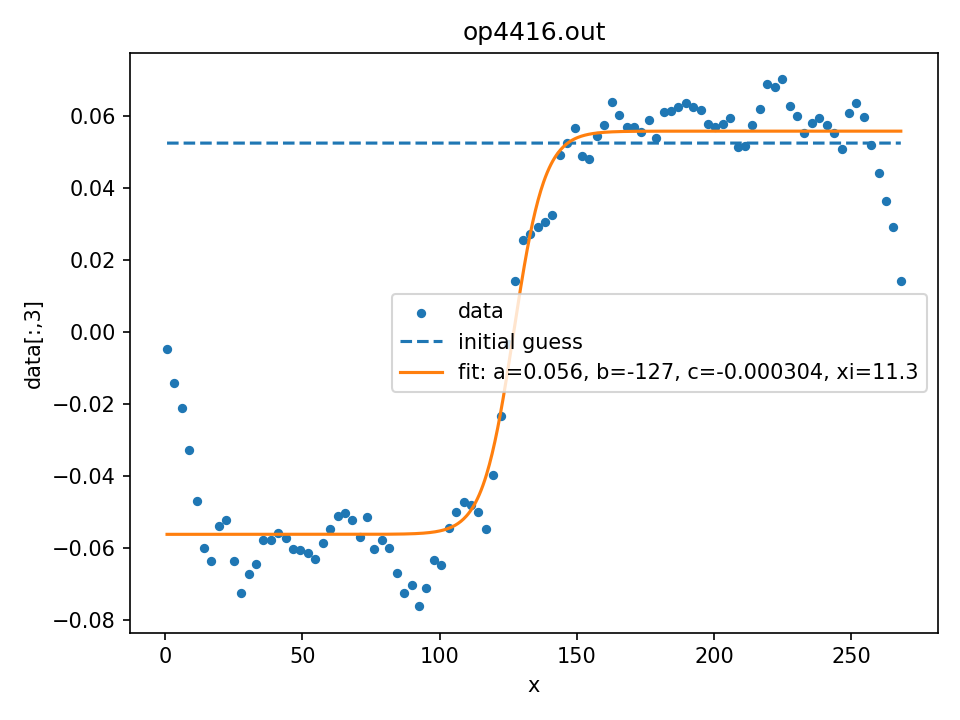 op4416.out
0.06
0.04
0.02
0.00
−0.02
−0.04
−0.06
−0.08
data[:,3]
data
initial guess
fit: a=0.056, b=-127, c=-0.000304, xi=11.3
0 50 100 150 200 250
x